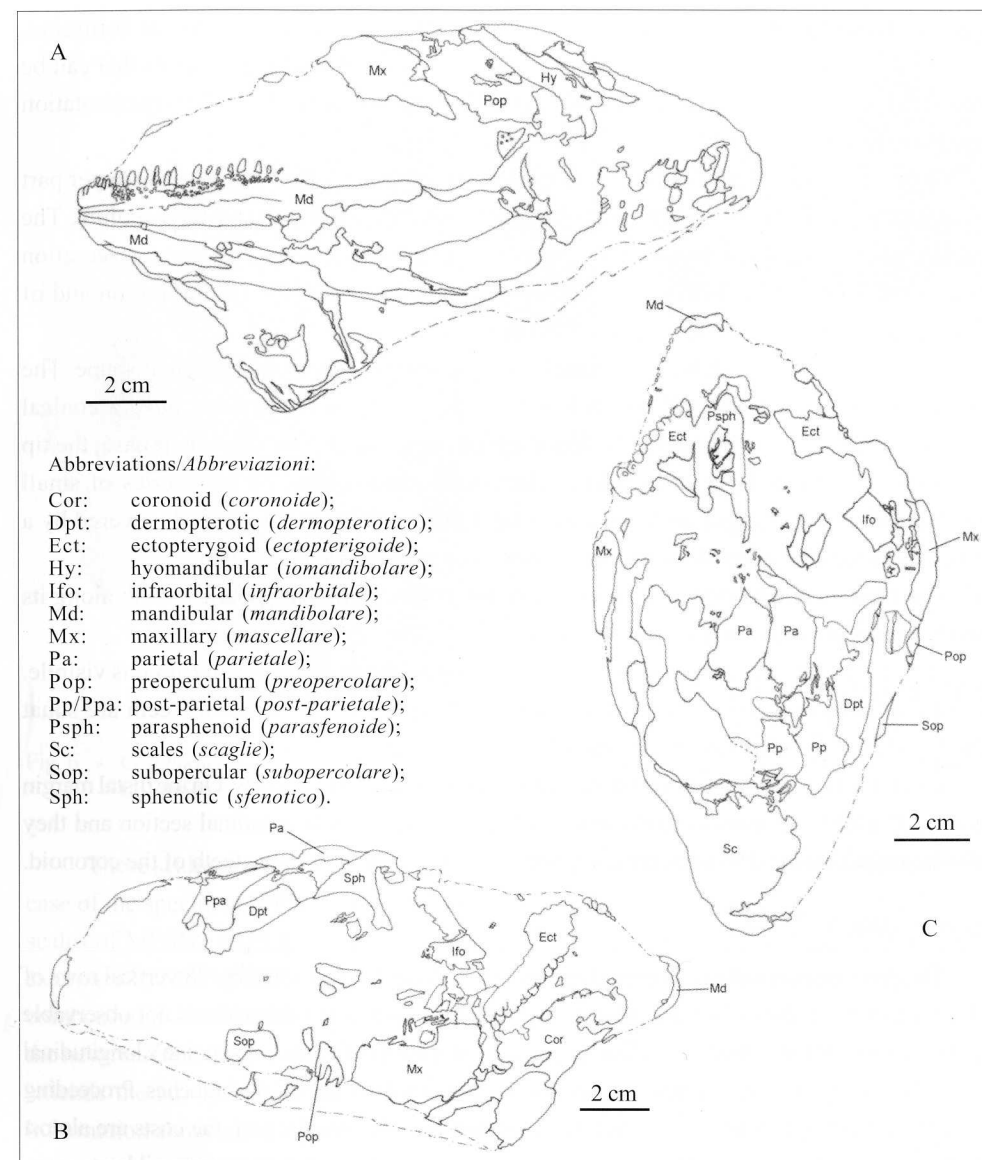 A
Mx
Hy
Pop
Md
Md
2 cm
Abbreviations/Abbreviazioni:
Cor: coronoid (coronoide);
Dpt: dermopterotic (dermopterotico);
Ect: ectopterygoid (ectopterigoide);
Hy: hyomandibular (iomandibolare);
Ifo: infraorbital (infraorbitale);
Md: mandibular (mandibolare);
Mx: maxillary (mascellare);
Pa: parietal (parietale);
Pop: preoperculum (preopercolare);
Pp/Ppa: post-parietal (post-parietale);
Psph: parasphenoid (parasfenoide);
Sc: scales (scaglie);
Sop: subopercular (subopercolare);
Sph: sphenotic (sfenotico).
Md
Psph
Ect
Ect
Ifo
Mx
Mx
Pa
Pa
Pop
Dpt
Sop
Pp
Pp
2 cm
Sc
C
Pa
Sph
Ppa
Dpt
Ifo
Ect
Md
Sop
Cor
Mx
2 cm
Pop
B